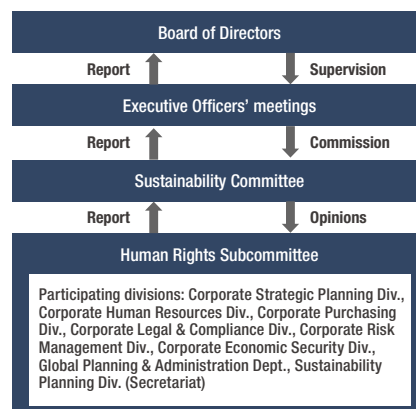 Board of Directors
Report Supervision
Executive Officers’ meetings
Report Commission
Sustainability Committee
Report Opinions
Human Rights Subcommittee
Participating divisions: Corporate Strategic Planning Div.,
Corporate Human Resources Div., Corporate Purchasing
Div., Corporate Legal & Compliance Div., Corporate Risk
Management Div., Corporate Economic Security Div.,
Global Planning & Administration Dept., Sustainability
Planning Div. (Secretariat)